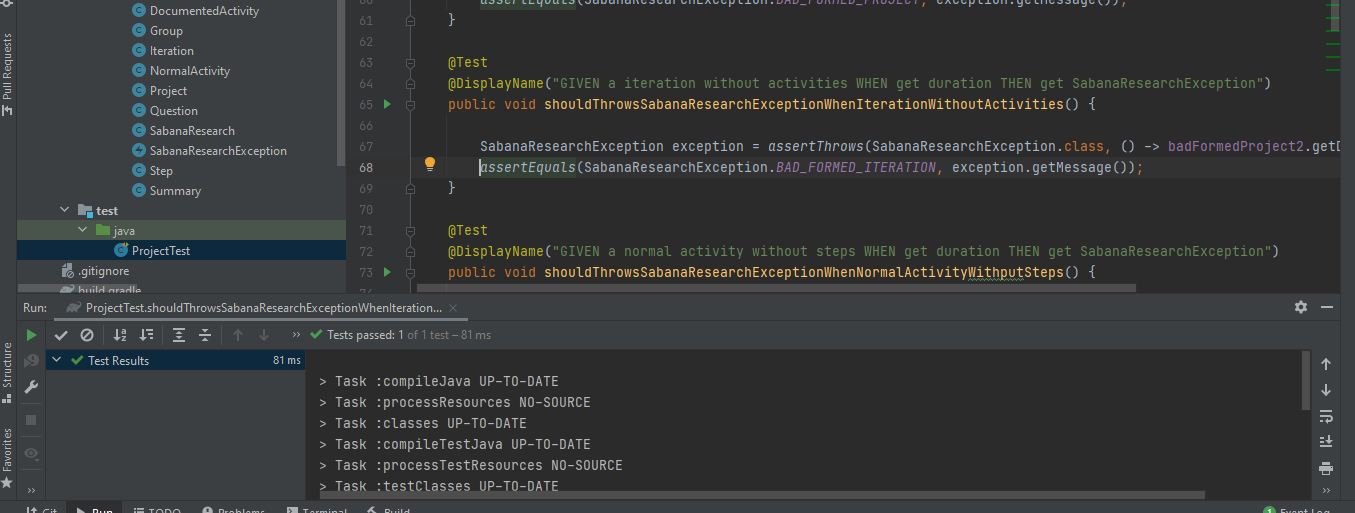 DocumentedActivity
Group
Iteration
NormalActivity
Project
Question
SabanaResearch
SabanaResearchException
Step
Summary
test
java
ProjectTest
.gitignore
build.gradle
Pull Requests
Structure
Favorites
assertEquals(SabanaResearchException.BAD_FORMED_PROJECT, exception.getMessage());
61 }
62
63 @Test
64 @DisplayName("GIVEN a iteration without activities WHEN get duration THEN get SabanaResearchException")
65 public void shouldThrowsSabanaResearchExceptionWhenIterationWithoutActivities() {
66
67 SabanaResearchException exception = assertThrows(SabanaResearchException.class, () -> badFormedProject2.getD
68 assertEquals(SabanaResearchException.BAD_FORMED_ITERATION, exception.getMessage());
69 }
70
71 @Test
72 @DisplayName("GIVEN a normal activity without steps WHEN get duration THEN get SabanaResearchException")
73 public void shouldThrowsSabanaResearchExceptionWhenNormalActivityWithputSteps() {
Run: ProjectTest.shouldThrowsSabanaResearchExceptionWhenIteration...
Tests passed: 1 of 1 test – 81 ms
Test Results 81 ms
> Task :compileJava UP-TO-DATE
> Task :processResources NO-SOURCE
> Task :classes UP-TO-DATE
> Task :compileTestJava UP-TO-DATE
> Task :processTestResources NO-SOURCE
> Task :testClasses UP-TO-DATE
Git Run TODO Problems Terminal Build 1 Event Log